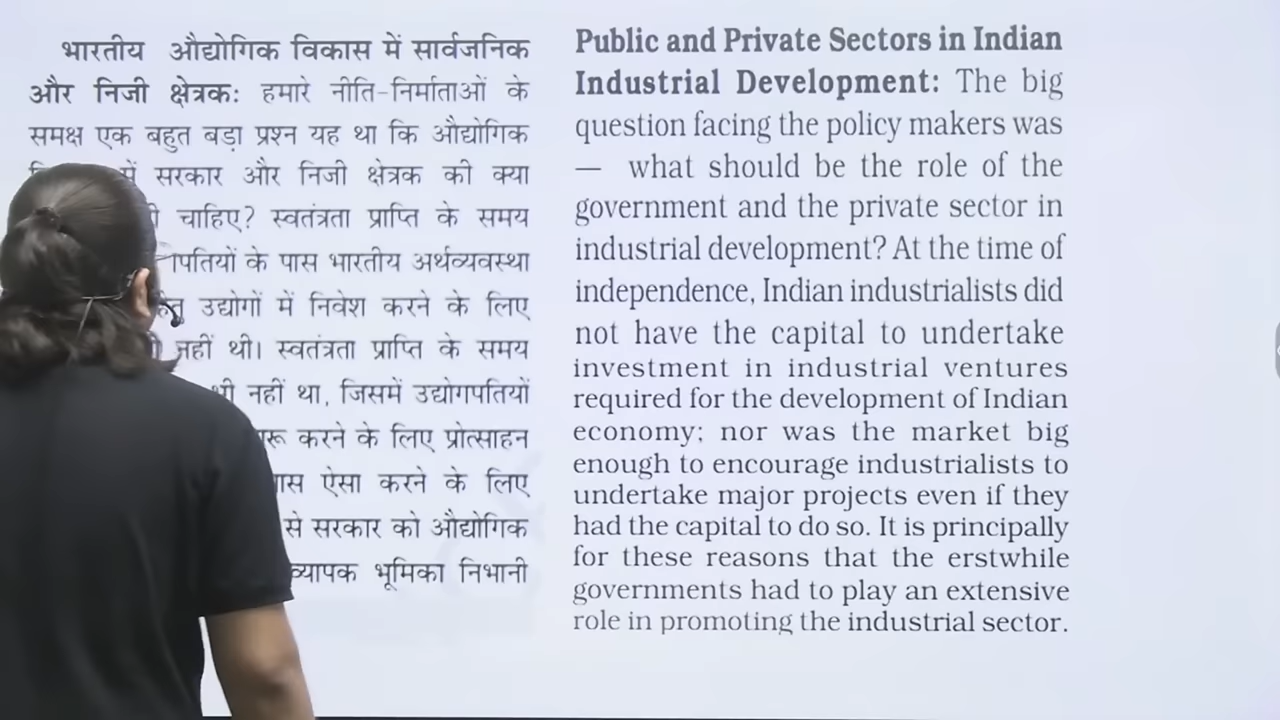 भारतीय औद्योगिक विकास में सार्वजनिक
और निजी क्षेत्रक: हमारे नीति-निर्माताओं के
समक्ष एक बहुत बड़ा प्रश्न यह था कि औद्योगिक
में सरकार और निजी क्षेत्रक की क्या
चाहिए? स्वतंत्रता प्राप्ति के समय
के पास भारतीय अर्थव्यवस्था
उद्योगों में निवेश करने के लिए
नहीं थी। स्वतंत्रता प्राप्ति के समय
भी नहीं था, जिसमें उद्योगपतियों
करने के लिए प्रोत्साहन
ऐसा करने के लिए
से सरकार को औद्योगिक
व्यापक भूमिका निभानी
Public and Private Sectors in Indian
Industrial Development: The big
question facing the policy makers was
— what should be the role of the
government and the private sector in
industrial development? At the time of
independence, Indian industrialists did
not have the capital to undertake
investment in industrial ventures
required for the development of Indian
economy; nor was the market big
enough to encourage industrialists to
undertake major projects even if they
had the capital to do so. It is principally
for these reasons that the erstwhile
governments had to play an extensive
role in promoting the industrial sector.